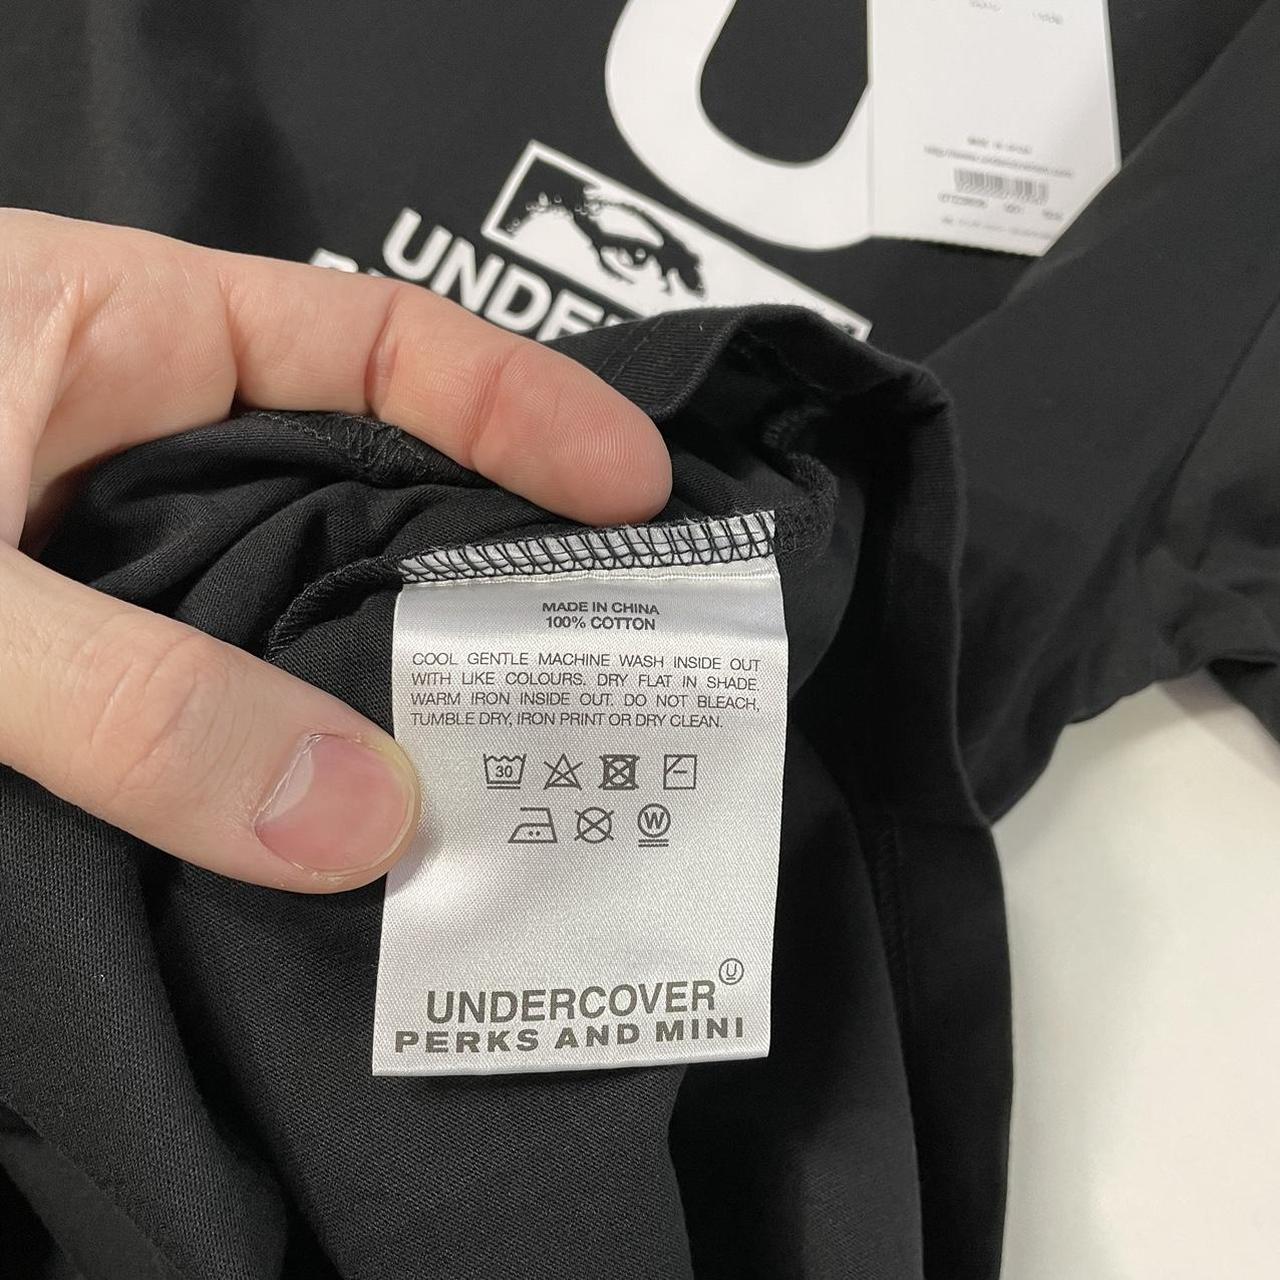 UNDE
MADE IN CHINA
100% COTTON
COOL GENTLE MACHINE WASH INSIDE OUT
WITH LIKE COLOURS. DRY FLAT IN SHADE.
WARM IRON INSIDE OUT. DO NOT BLEACH,
TUMBLE DRY, IRON PRINT OR DRY CLEAN.
30
W
U
UNDERCOVER
PERKS AND MINI